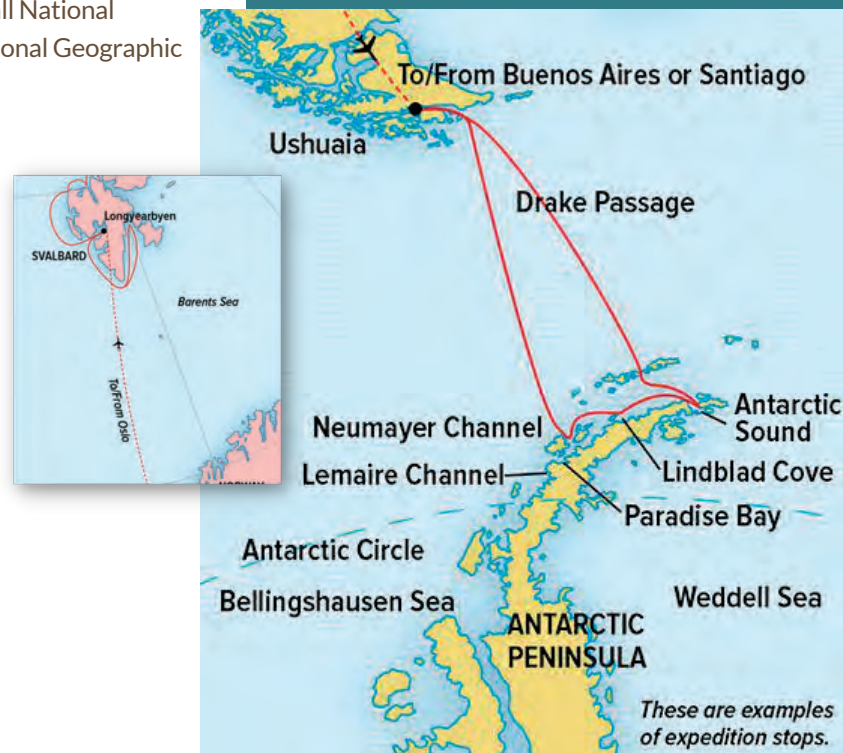 ll National
onal Geographic
To/From Buenos Aires or Santiago
Ushuaia
Drake Passage
Longyearbyen
SVALBARD
Barents Sea
To/From Oslo
Neumayer Channel
Antarctic
Sound
Lemaire Channel
Lindblad Cove
Paradise Bay
Antarctic Circle
Bellingshausen Sea
Weddell Sea
ANTARCTIC
PENINSULA
These are examples
of expedition stops.